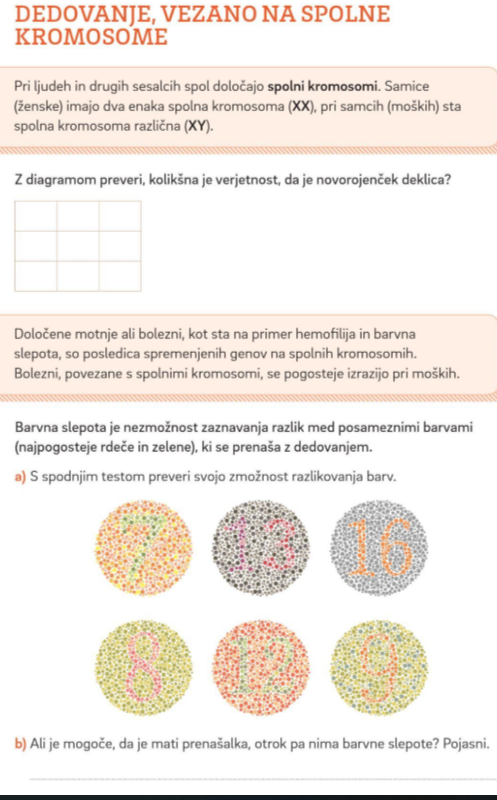 DEDOVANJE, VEZANO NA SPOLNE
KROMOSOME
Pri ljudeh in drugih sesalcih spol določajo spolni kromosomi. Samice
(ženske) imajo dva enaka spolna kromosoma (XX), pri samcih (moških) sta
spolna kromosoma različna (XY).
Z diagramom preveri, kolikšna je verjetnost, da je novorojenček deklica?
Določene motnje ali bolezni, kot sta na primer hemofilija in barvna
slepota, so posledica spremenjenih genov na spolnih kromosomih.
Bolezni, povezane s spolnimi kromosomi, se pogosteje izrazijo pri moških.
Barvna slepota je nezmožnost zaznavanja razlik med posameznimi barvami
(najpogosteje rdeče in zelene), ki se prenaša z dedovanjem.
a) S spodnjim testom preveri svojo zmožnost razlikovanja barv.
7 13 16
8 12 9
b) Ali je mogoče, da je mati prenašalka, otrok pa nima barvne slepote? Pojasni.